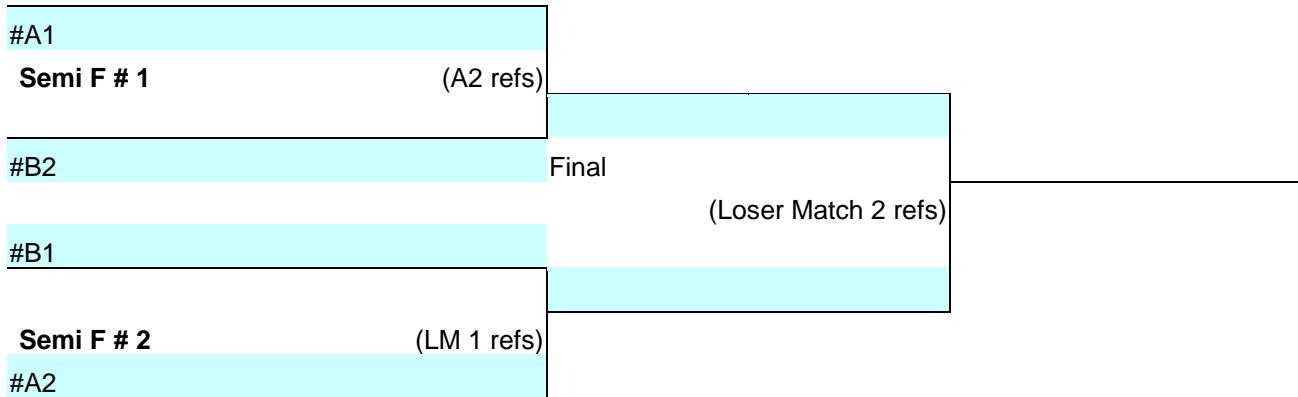 #A1
Semi F # 1 (A2 refs)
#B2 Final
(Loser Match 2 refs)
#B1
Semi F # 2 (LM 1 refs)
#A2